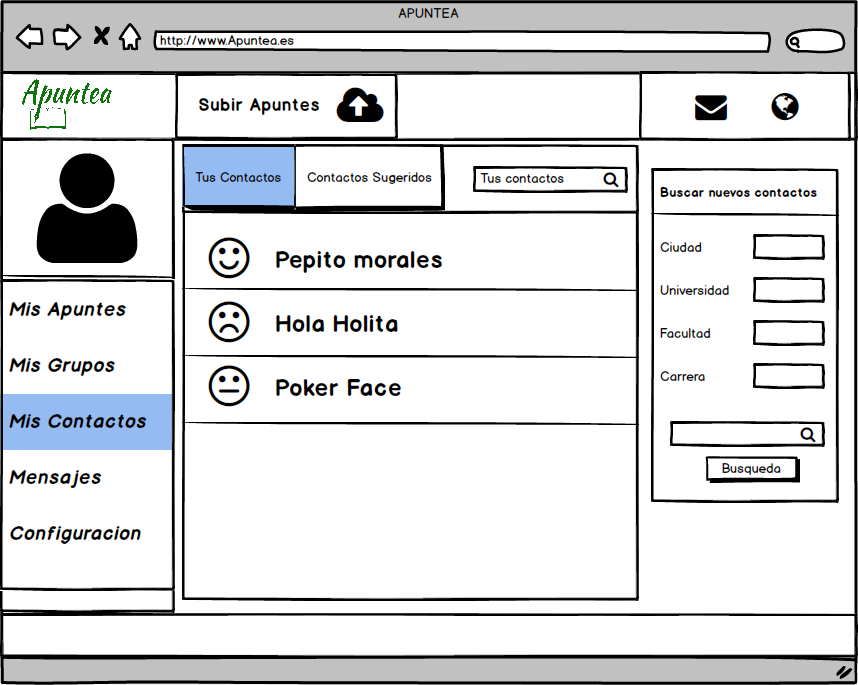 APUNTEA
http://www.Apuntea.es
Apuntea
Subir Apuntes
Tus Contactos
Contactos Sugeridos
Tus contactos
Pepito morales
Hola Holita
Poker Face
Mis Apuntes
Mis Grupos
Mis Contactos
Mensajes
Configuracion
Buscar nuevos contactos
Ciudad
Universidad
Facultad
Carrera
Busqueda